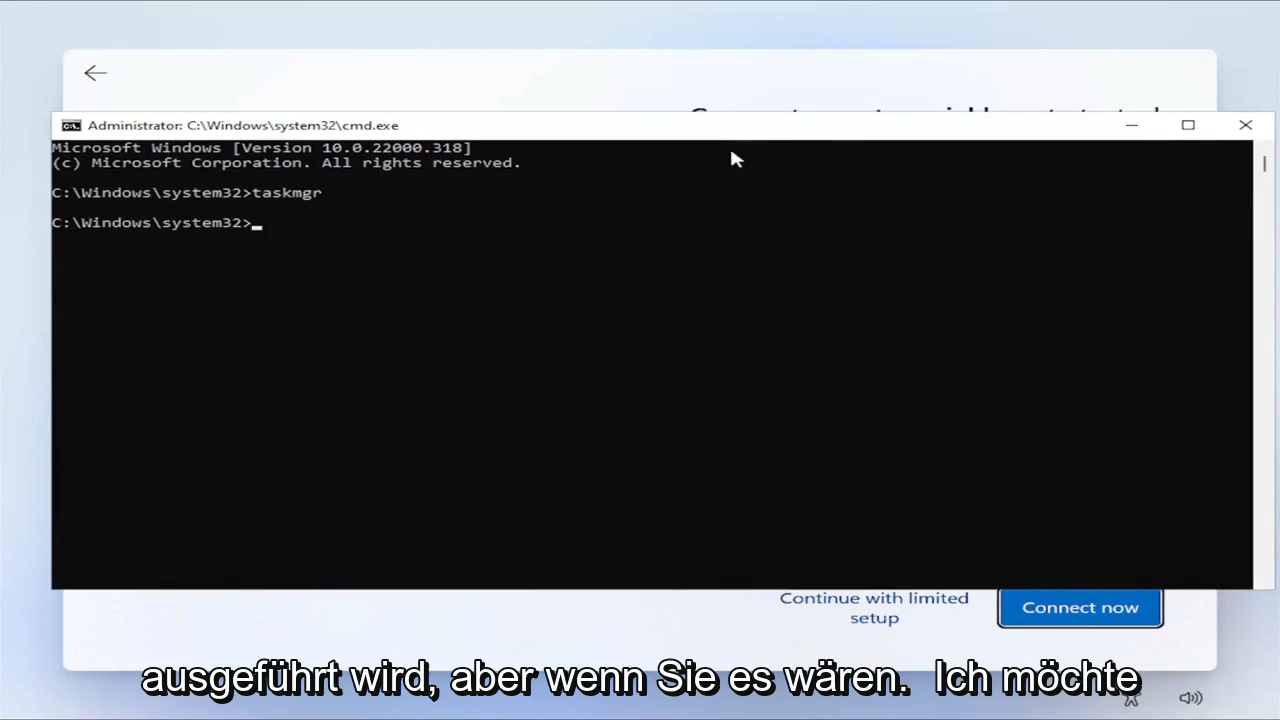 Administrator: C:\Windows\system32\cmd.exe
Microsoft Windows [Version 10.0.22000.318]
(c) Microsoft Corporation. All rights reserved.
C:\Windows\system32>taskmgr
C:\Windows\system32>
Continue with limited
setup
Connect now
ausgeführt wird, aber wenn Sie es wären. Ich möchte